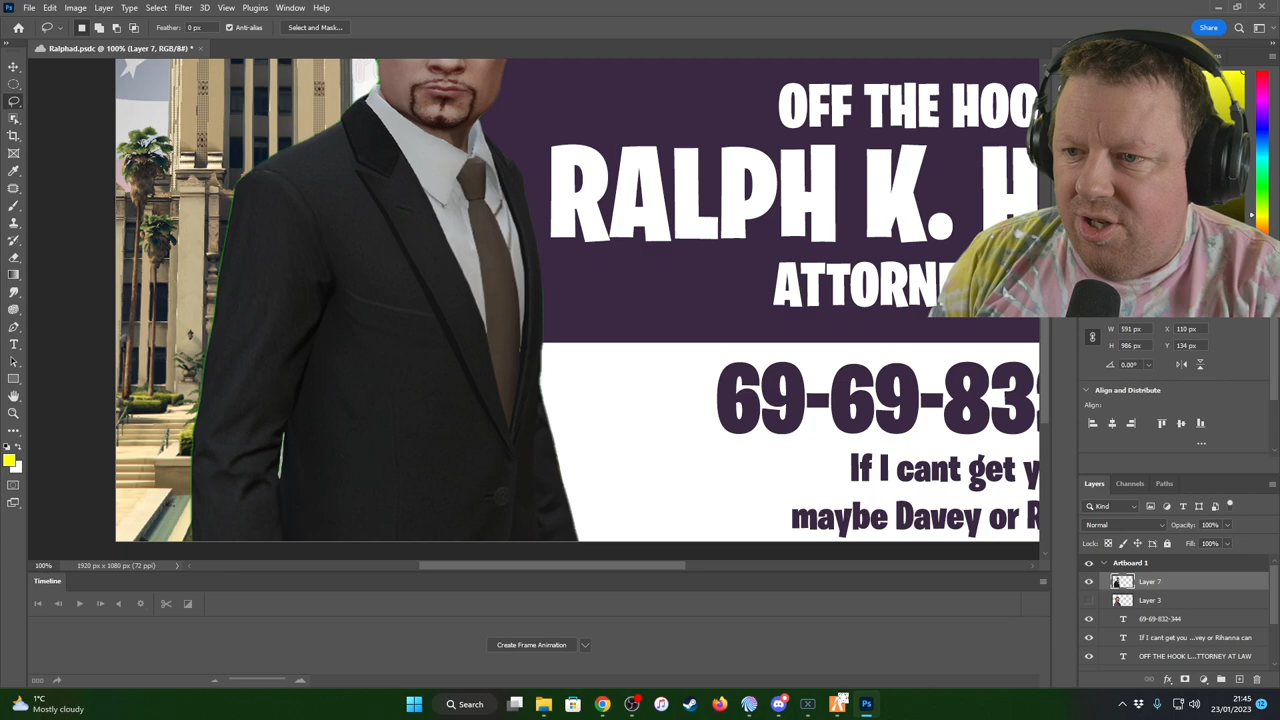 File Edit Image Layer Type Select Filter 3D View Plugins Window Help
Feather: 0 px Anti-alias Select and Mask... Share
Ralphad.psdc @ 100% (Layer 7, RGB/8#) *
OFF THE HOO
RALPH K. H
ATTORNE
69-69-83
If I cant get y
maybe Davey or R
W 591 px X 110 px
H 986 px Y 134 px
0.00°
Align and Distribute
Align:
Layers Channels Paths
Kind
Normal Opacity: 100%
Lock: Fill: 100%
Artboard 1
Layer 7
Layer 3
69-69-832-344
If I cant get you ...vey or Rihanna can
OFF THE HOOK L...TTORNEY AT LAW
100% 1920 px x 1080 px (72 ppi)
Timeline
Create Frame Animation
1°C
Mostly cloudy
Search
21:45
23/01/2023